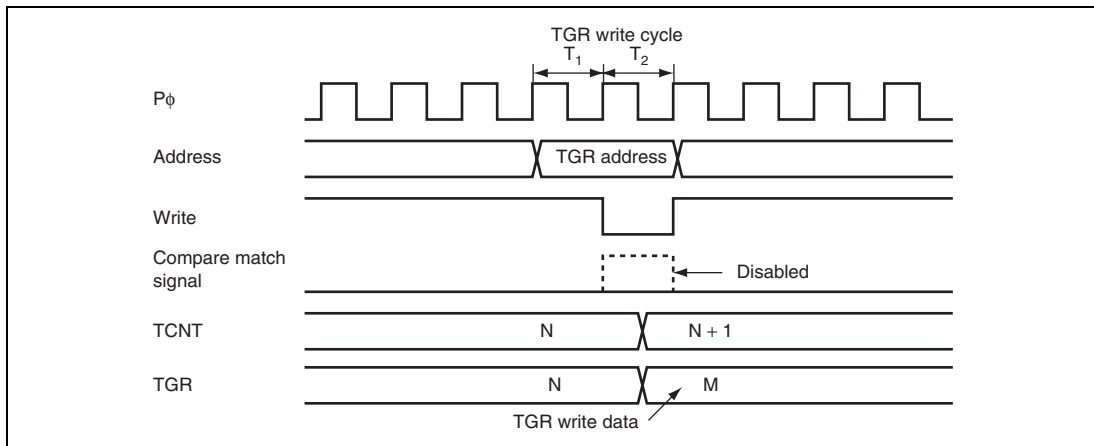 TGR write cycle
T1 T2
Pϕ
Address
TGR address
Write
Compare match
signal
Disabled
TCNT
N
N + 1
TGR
N
M
TGR write data